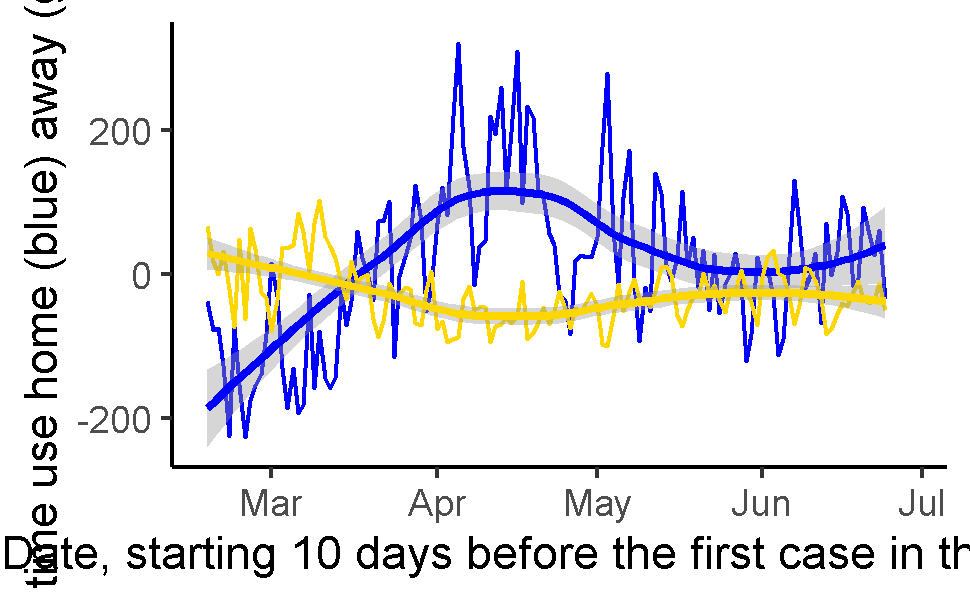 time use home (blue) away (
200
0
-200
Mar Apr May Jun Jul
Date, starting 10 days before the first case in th